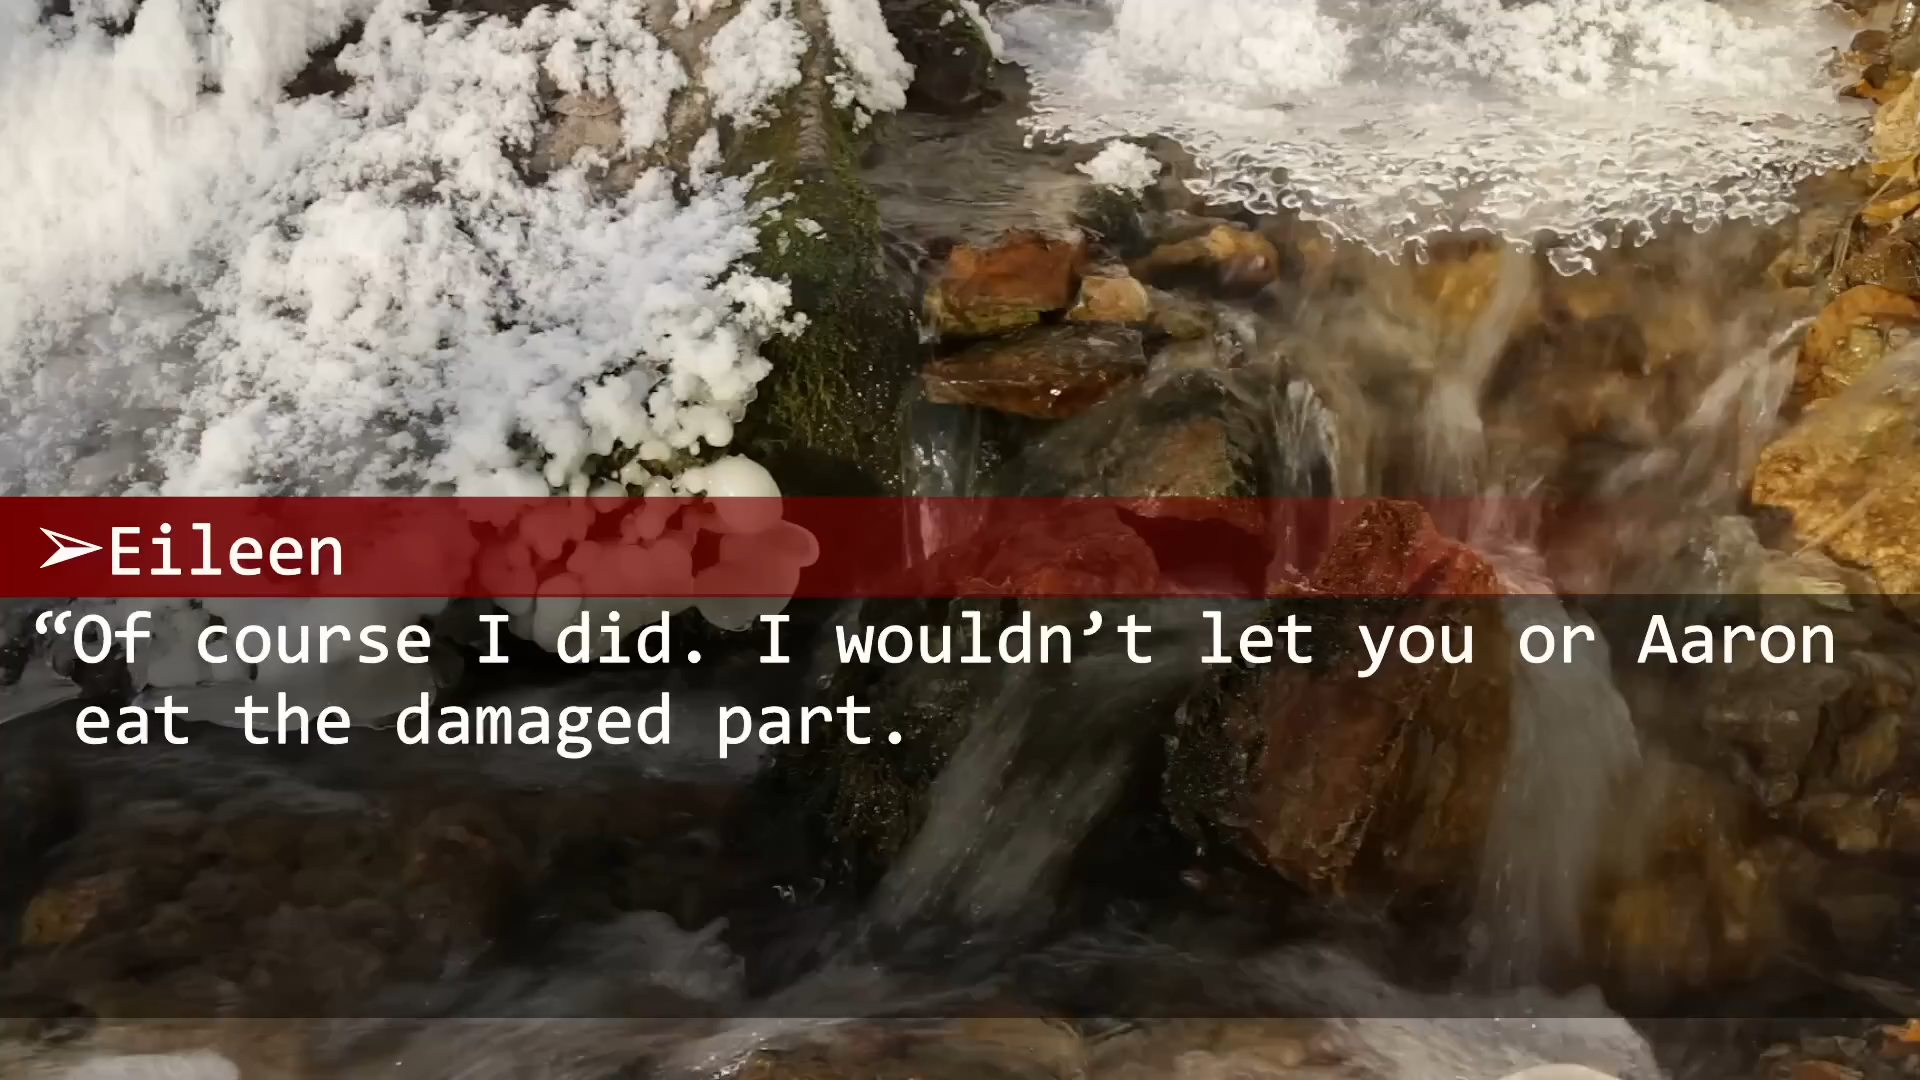 ➢Eileen
“Of course I did. I wouldn’t let you or Aaron
eat the damaged part.